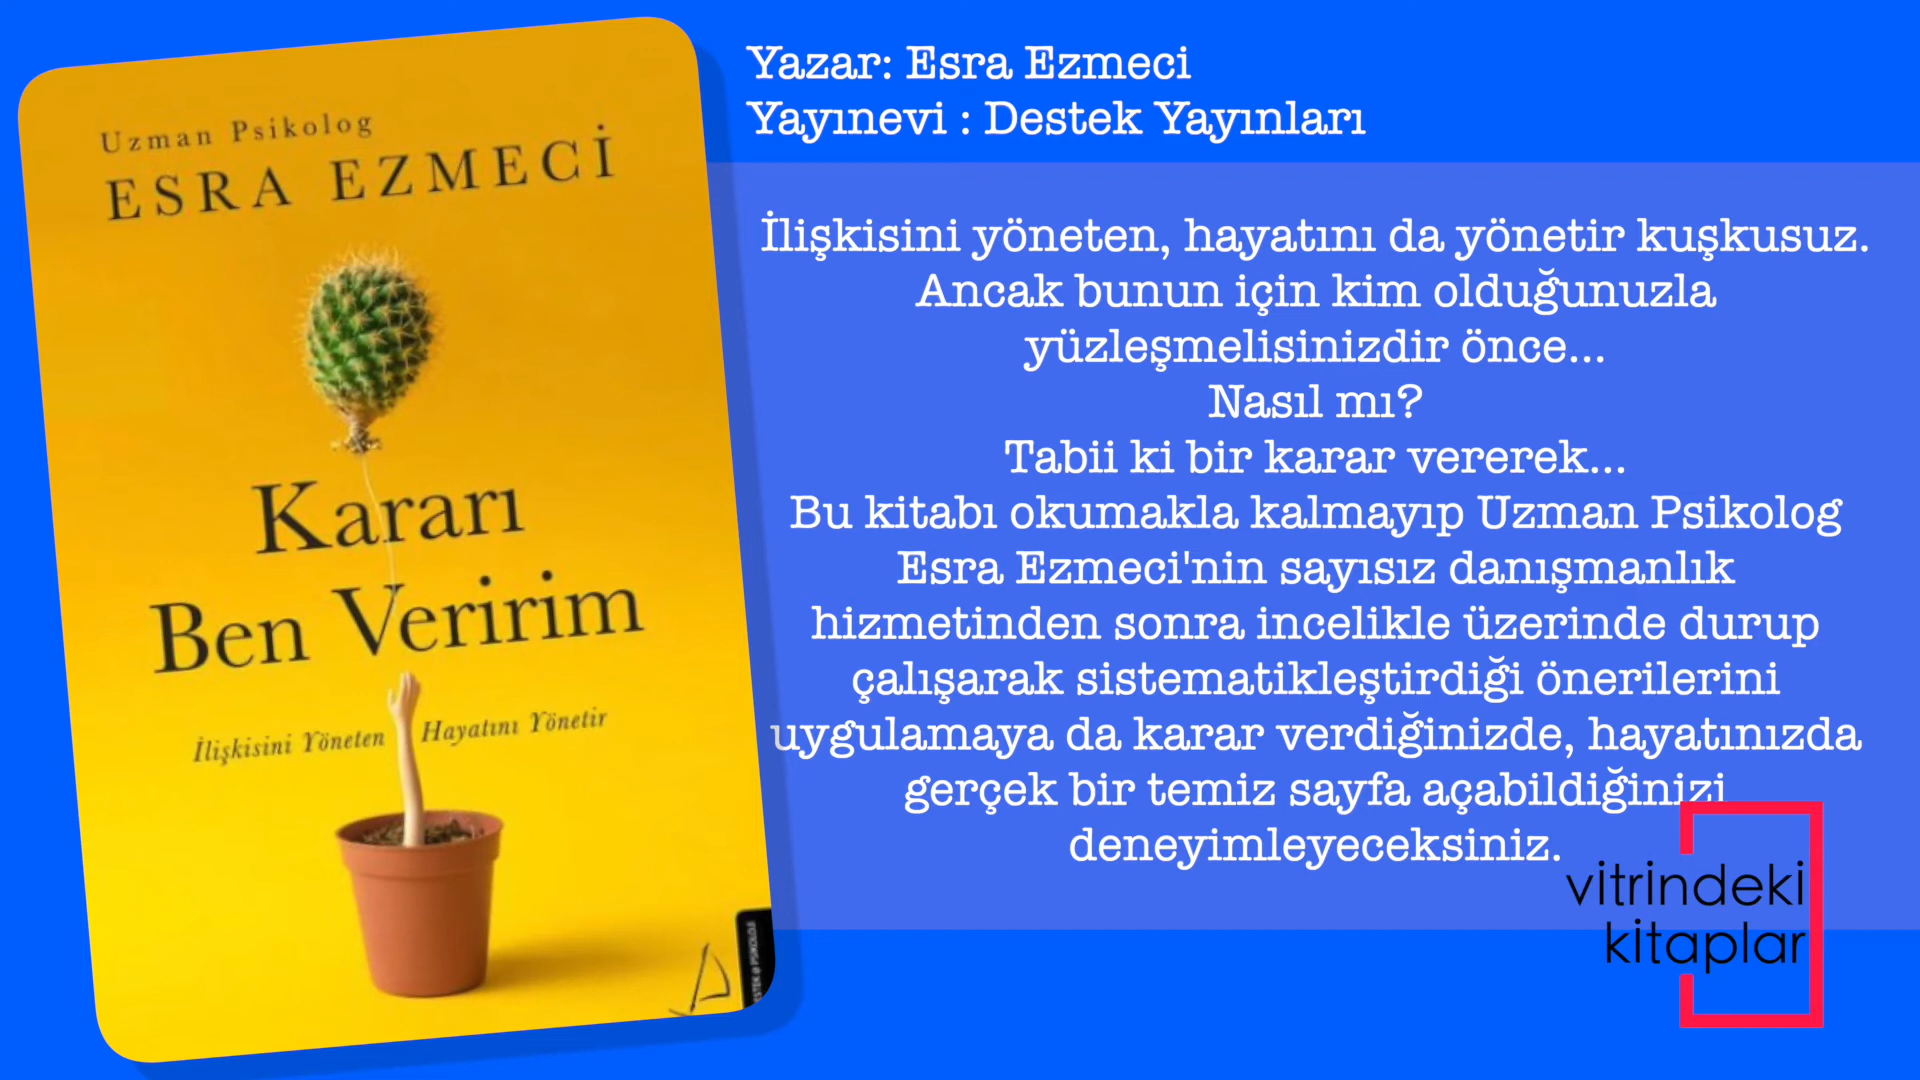 Uzman Psikolog
ESRA EZMECİ
Kararı
Ben Veririm
İlişkisini Yöneten Hayatını Yönetir
Yazar: Esra Ezmeci
Yayınevi : Destek Yayınları
İlişkisini yöneten, hayatını da yönetir kuşkusuz.
Ancak bunun için kim olduğunuzla
yüzleşmelisinizdir önce...
Nasıl mı?
Tabii ki bir karar vererek...
Bu kitabı okumakla kalmayıp Uzman Psikolog
Esra Ezmeci'nin sayısız danışmanlık
hizmetinden sonra incelikle üzerinde durup
çalışarak sistematikleştirdiği önerilerini
uygulamaya da karar verdiğinizde, hayatınızda
gerçek bir temiz sayfa açabildiğinizi
deneyimleyeceksiniz.
vitrindeki
kitaplar